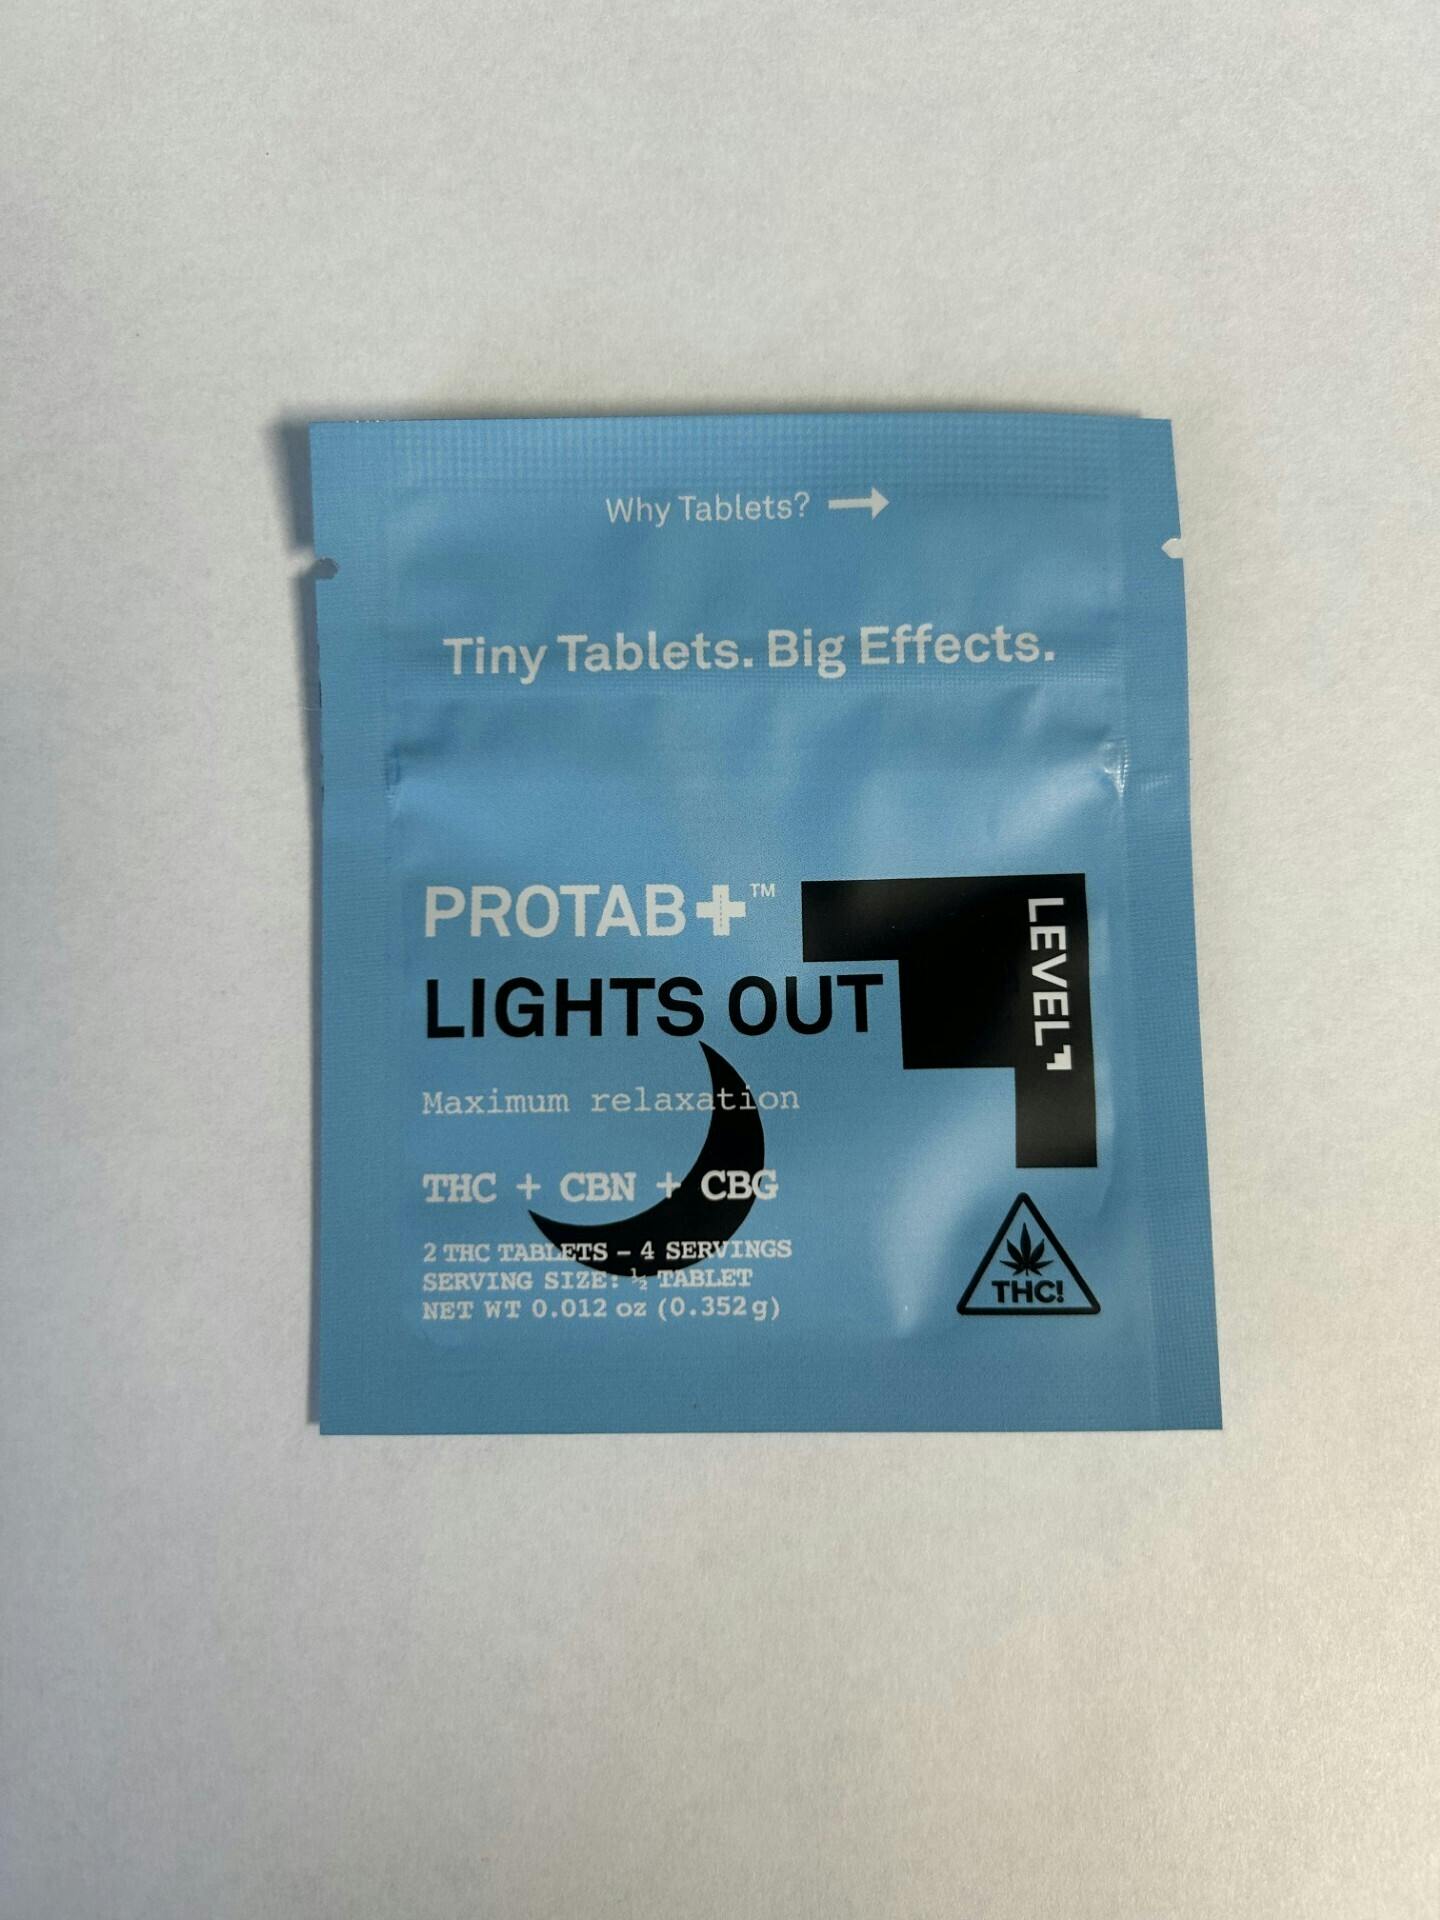 Why Tablets? →
Tiny Tablets. Big Effects.
PROTAB+™
LIGHTS OUT
LEVEL
Maximum relaxation
THC + CBN + CBG
2 THC TABLETS – 4 SERVINGS
SERVING SIZE: ½ TABLET
NET WT 0.012 oz (0.352g)
THC!